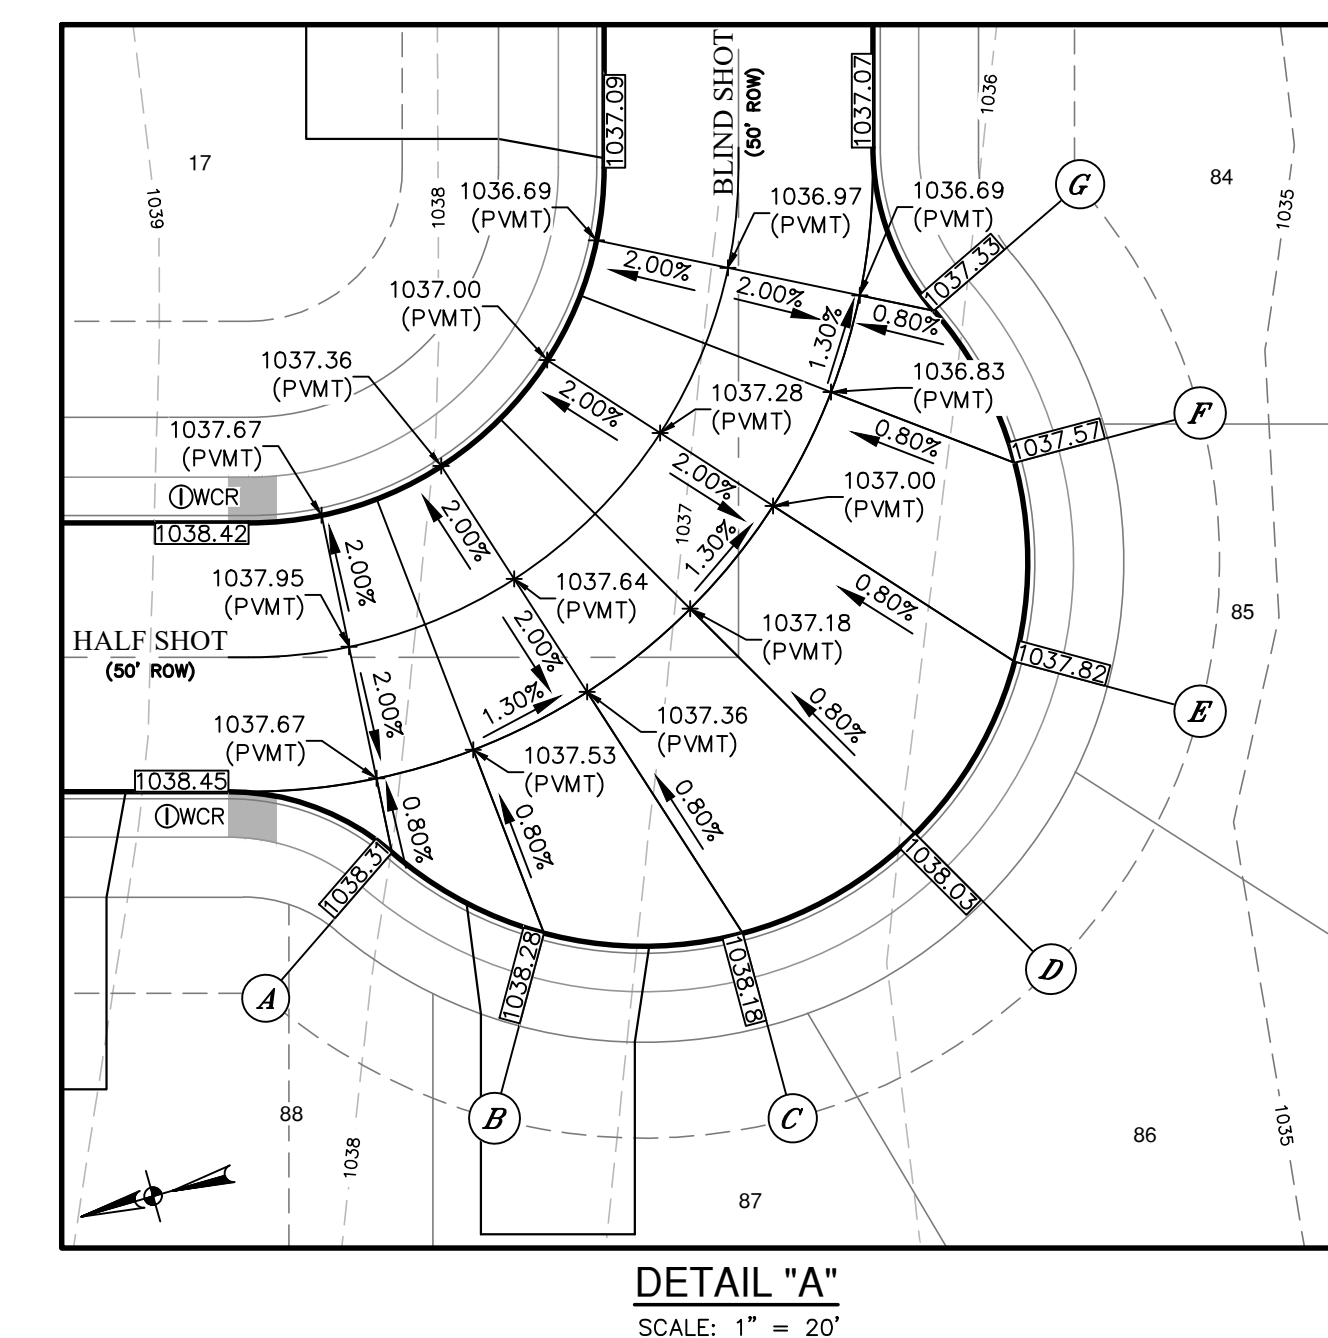 1037.09
BLIND SHOT
(50' ROW)
1037.07
1036
17
1039
1038
1036.69
(PVMT)
1036.97
(PVMT)
1036.69
(PVMT)
G
84
1035
1037.33
2.00%
2.00%
0.80%
1.30%
1037.00
(PVMT)
1037.36
(PVMT)
1037.28
(PVMT)
1036.83
(PVMT)
2.00%
1037.67
(PVMT)
0.80%
1037.57
F
2.00%
1037.00
(PVMT)
ⒾWCR
1038.42
2.00%
1037
1.30%
2.00%
1037.95
(PVMT)
1037.64
(PVMT)
0.80%
85
HALF SHOT
(50' ROW)
2.00%
1037.18
(PVMT)
1037.82
E
2.00%
1.30%
0.80%
1037.67
(PVMT)
1037.36
(PVMT)
1037.53
(PVMT)
1038.45
ⒾWCR
0.80%
0.80%
0.80%
1038.31
1038.03
1038.28
1038.18
A
D
B
C
88
1038
86
1035
87
DETAIL "A"
SCALE: 1" = 20'